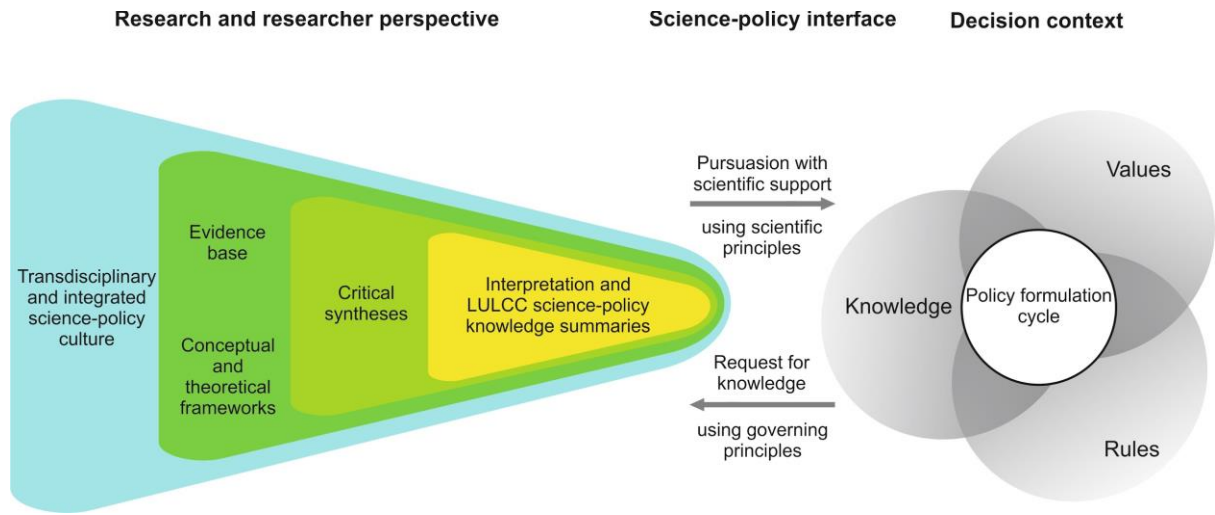 Research and researcher perspective
Science-policy interface
Decision context
Transdisciplinary
and integrated
science-policy
culture
Evidence
base
Conceptual
and
theoretical
frameworks
Critical
syntheses
Interpretation and
LULCC science-policy
knowledge summaries
Pursuasion with
scientific support
using scientific
principles
Request for
knowledge
using governing
principles
Values
Knowledge
Policy formulation
cycle
Rules